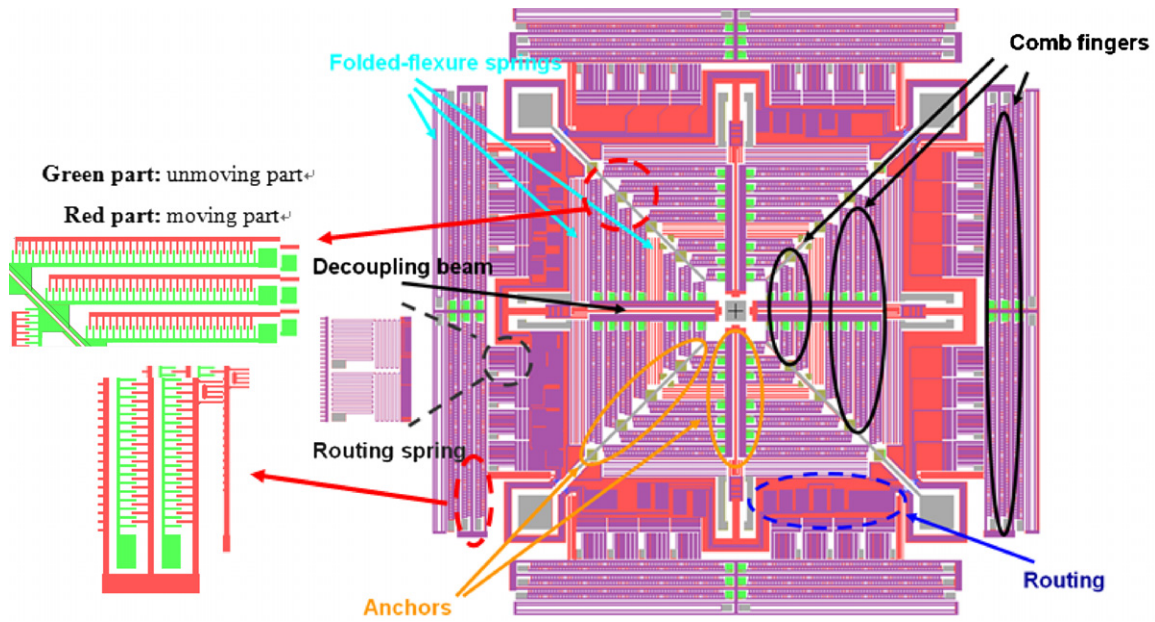 Comb fingers
Folded-flexure springs
Green part: unmoving part↵
Red part: moving part↵
Decoupling beam
Routing spring
Routing
Anchors